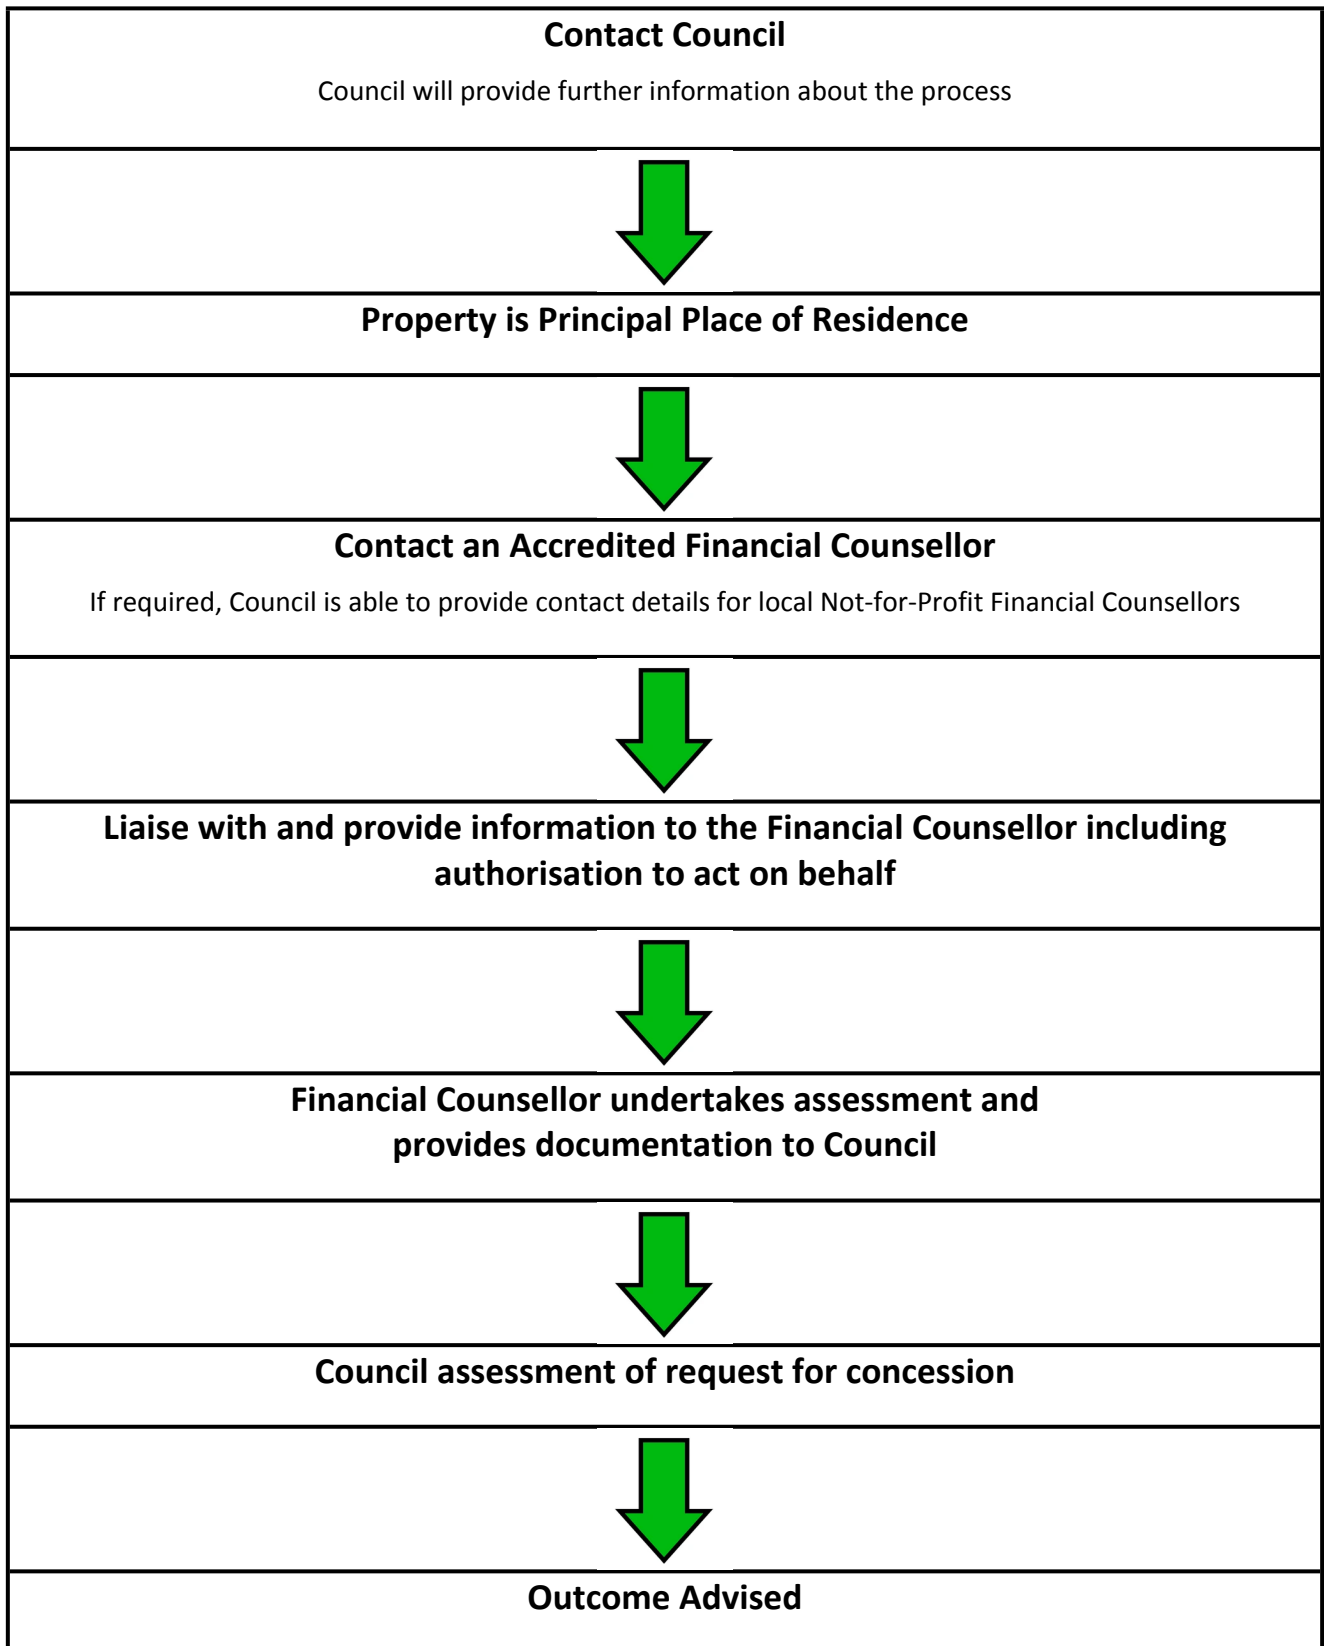 Contact Council
Council will provide further information about the process
Property is Principal Place of Residence
Contact an Accredited Financial Counsellor
If required, Council is able to provide contact details for local Not-for-Profit Financial Counsellors
Liaise with and provide information to the Financial Counsellor including
authorisation to act on behalf
Financial Counsellor undertakes assessment and
provides documentation to Council
Council assessment of request for concession
Outcome Advised